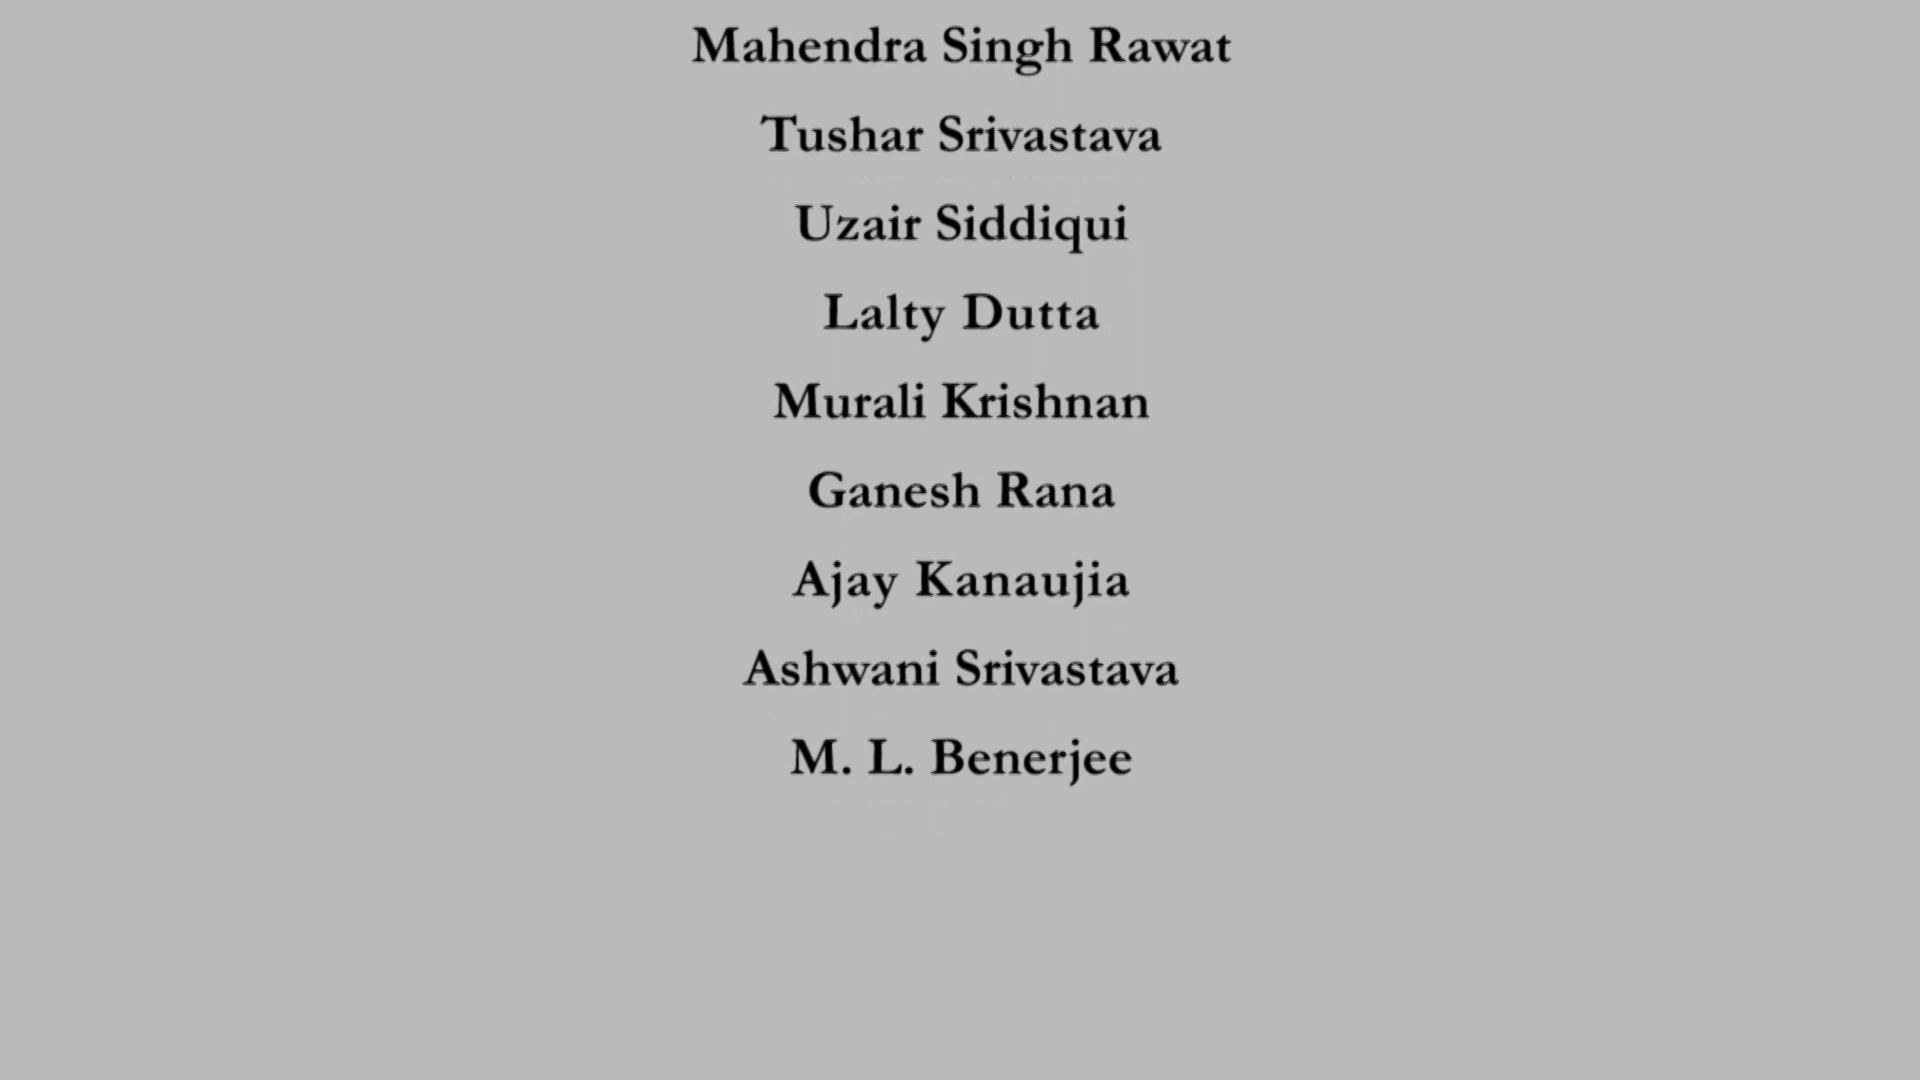 Mahendra Singh Rawat
Tushar Srivastava
Uzair Siddiqui
Lalty Dutta
Murali Krishnan
Ganesh Rana
Ajay Kanaujia
Ashwani Srivastava
M. L. Benerjee